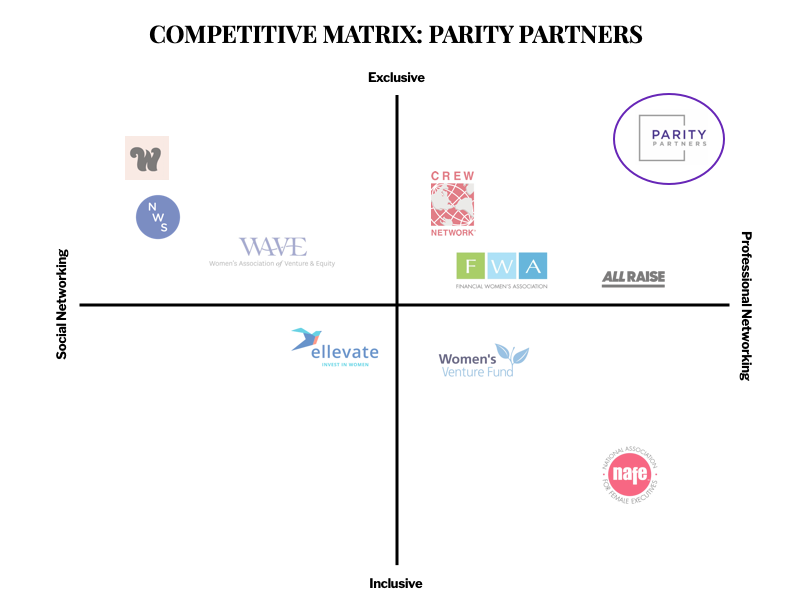 COMPETITIVE MATRIX: PARITY PARTNERS
Exclusive
PARITY
PARTNERS
W
CREW
NETWORK
N
W
S
WAVE
Women's Association of Venture & Equity
F W A
FINANCIAL WOMEN'S ASSOCIATION
ALL RAISE
Social Networking
Professional Networking
ellevate
INVEST IN WOMEN
Women's
Venture Fund
NATIONAL ASSOCIATION
nafe
FOR FEMALE EXECUTIVES
Inclusive